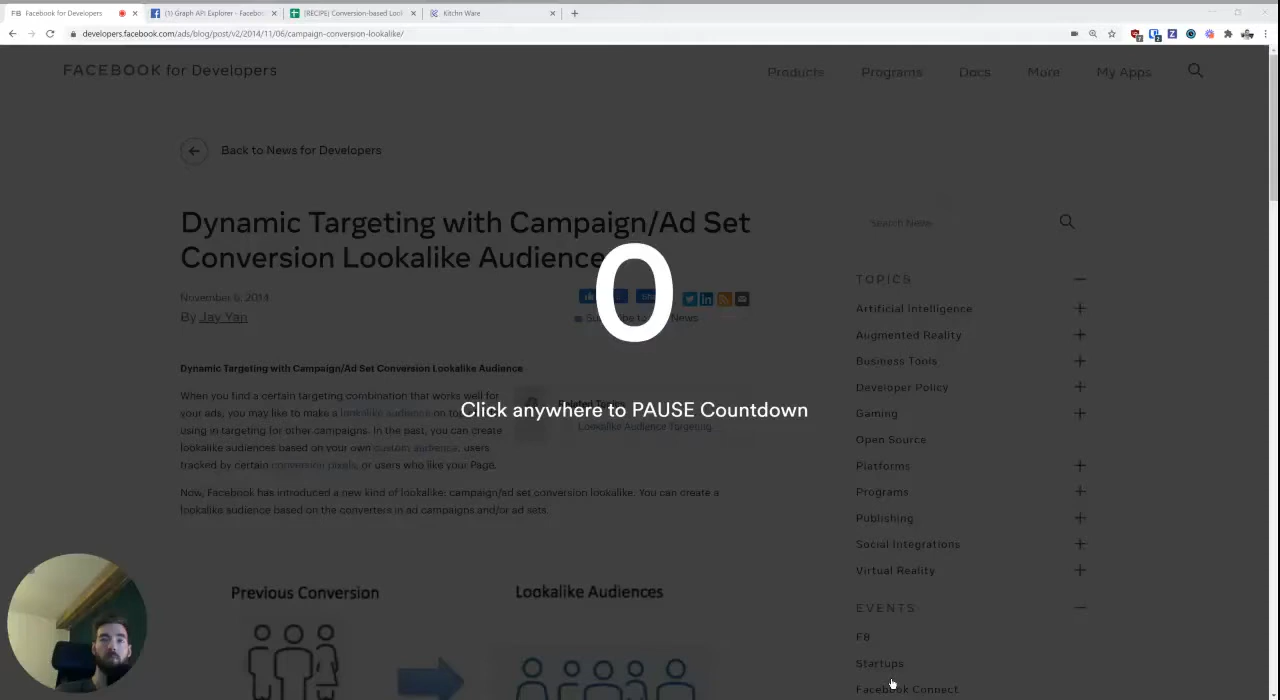 Facebook for Developers
(1) Graph API Explorer - Faceboo
[RECIPE] Conversion-based Look
Kitchn Ware
developers.facebook.com/ads/blog/post/v2/2014/11/06/campaign-conversion-lookalike/
FACEBOOK for Developers
Products
Programs
Docs
More
My Apps
Back to News for Developers
Dynamic Targeting with Campaign/Ad Set
Conversion Lookalike Audience
Search News
November 6, 2014
By Jay Yan
0
Click anywhere to PAUSE Countdown
Dynamic Targeting with Campaign/Ad Set Conversion Lookalike Audience
When you find a certain targeting combination that works well for
your ads, you may like to make a lookalike audience on top
using in targeting for other campaigns. In the past, you can create
lookalike audiences based on your own custom audience, users
tracked by certain conversion pixels, or users who like your Page.
Related Topics
Lookalike Audience Targeting
Now, Facebook has introduced a new kind of lookalike: campaign/ad set conversion lookalike. You can create a
lookalike audience based on the converters in ad campaigns and/or ad sets.
Previous Conversion
Lookalike Audiences
TOPICS
Artificial Intelligence
Augmented Reality
Business Tools
Developer Policy
Gaming
Open Source
Platforms
Programs
Publishing
Social Integrations
Virtual Reality
EVENTS
F8
Startups
Facebook Connect